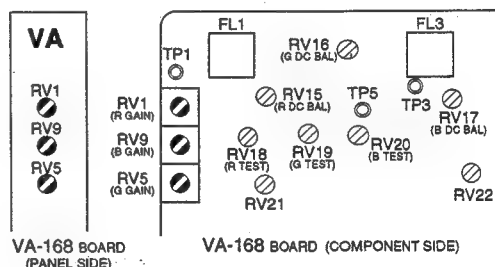 VA
RV1
RV9
RV5
VA-168 BOARD
(PANEL SIDE)
FL1
FL3
RV16
(G DC BAL)
TP1
RV1
(R GAIN)
RV15
(R DC BAL)
TP5
TP3
RV17
(B DC BAL)
RV9
(B GAIN)
RV18
(R TEST)
RV19
(G TEST)
RV20
(B TEST)
RV5
(G GAIN)
RV21
RV22
VA-168 BOARD (COMPONENT SIDE)